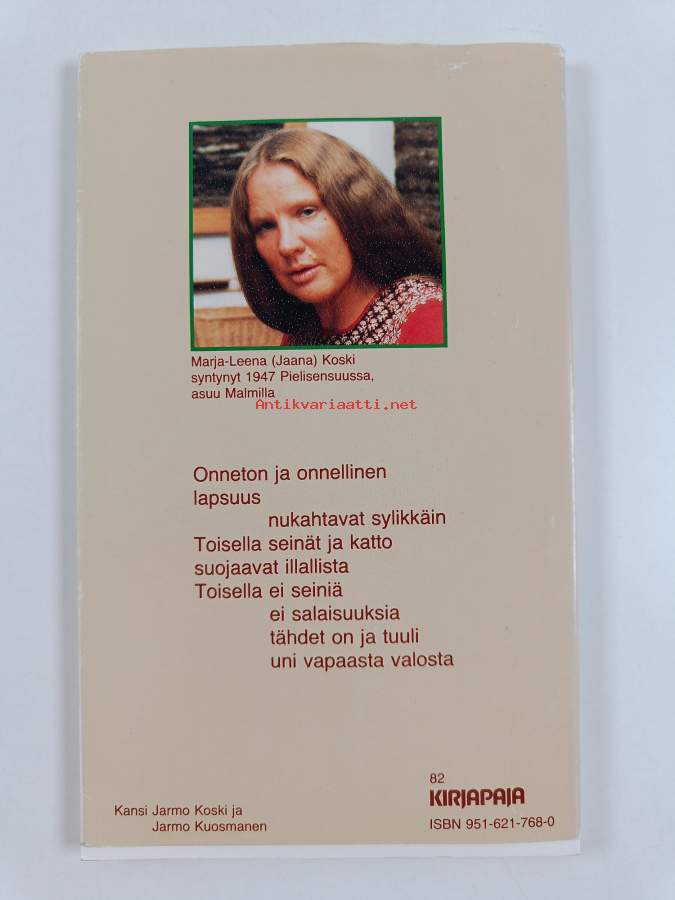 Marja-Leena (Jaana) Koski
syntynyt 1947 Pielisensuussa,
asuu Malmilla
Antikvariaatti.net
Onneton ja onnellinen
lapsuus
nukahtavat sylikkäin
Toisella seinät ja katto
suojaavat illallista
Toisella ei seiniä
ei salaisuuksia
tähdet on ja tuuli
uni vapaasta valosta
Kansi Jarmo Koski ja
Jarmo Kuosmanen
82
KIRJAPAJA
ISBN 951-621-768-0